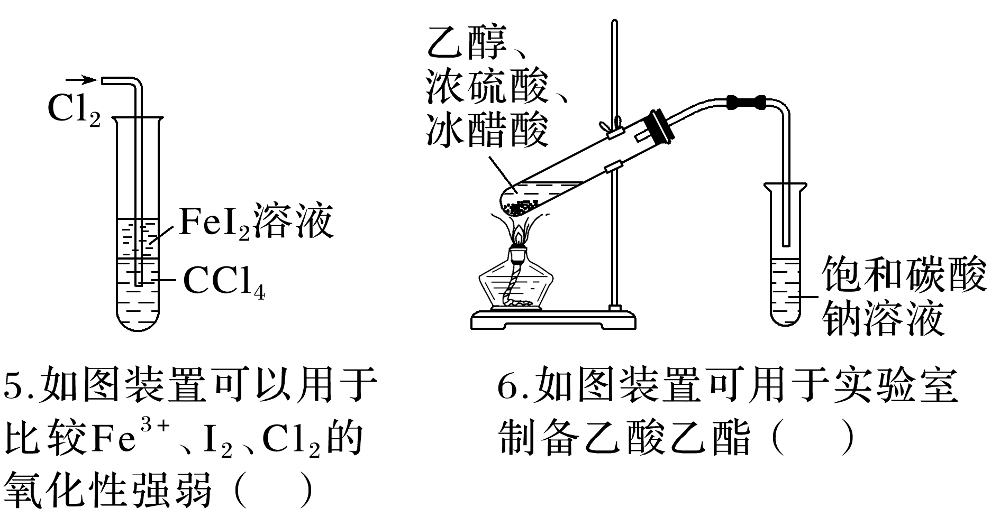 Cl₂
FeI₂溶液
CCl₄
乙醇、
浓硫酸、
冰醋酸
饱和碳酸
钠溶液
5.如图装置可以用于
比较Fe³⁺、I₂、Cl₂的
氧化性强弱（　）
6.如图装置可用于实验室
制备乙酸乙酯（　）